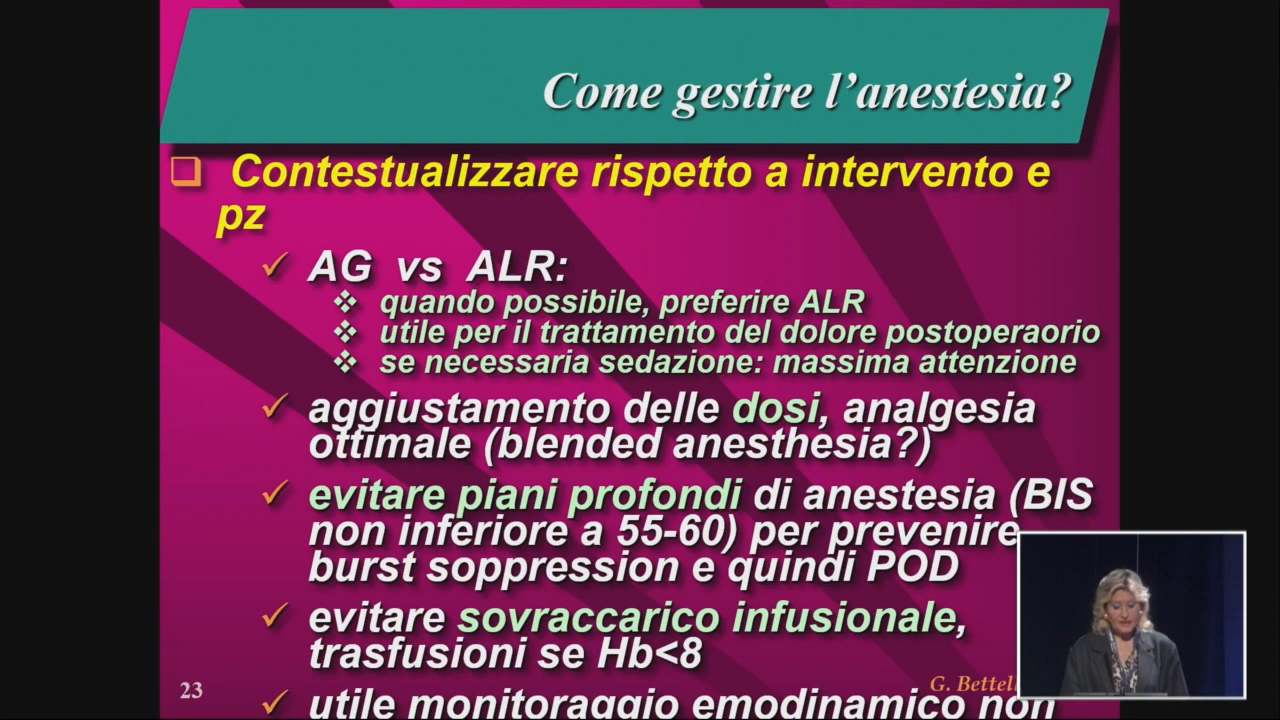 Come gestire l’anestesia?
Contestualizzare rispetto a intervento e
pz
AG vs ALR:
quando possibile, preferire ALR
utile per il trattamento del dolore postoperaorio
se necessaria sedazione: massima attenzione
aggiustamento delle dosi, analgesia
ottimale (blended anesthesia?)
evitare piani profondi di anestesia (BIS
non inferiore a 55-60) per prevenire
burst soppression e quindi POD
evitare sovraccarico infusionale,
trasfusioni se Hb<8
23
G.
utile monitoraggio emodinamico non